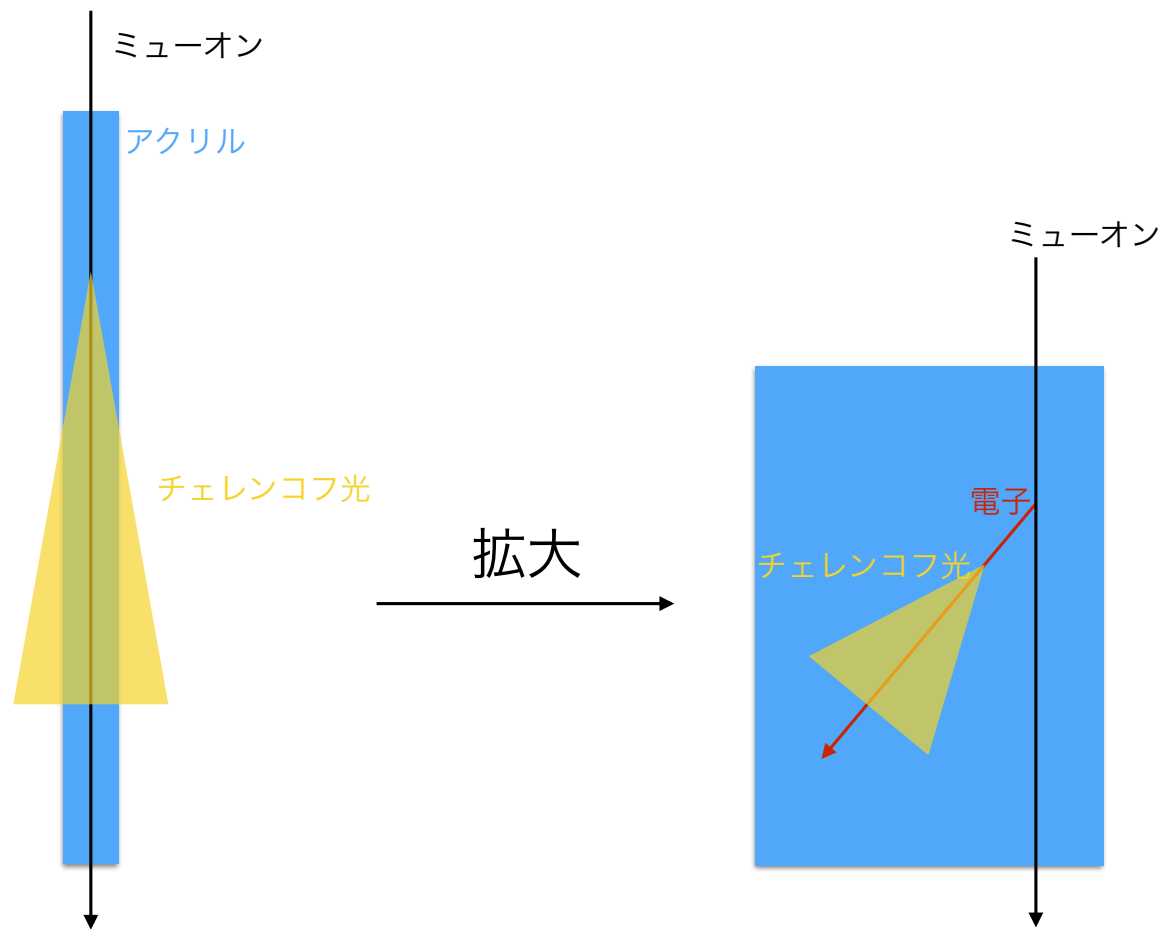 ミューオン
アクリル
チェレンコフ光
拡大
ミューオン
電子
チェレンコフ光